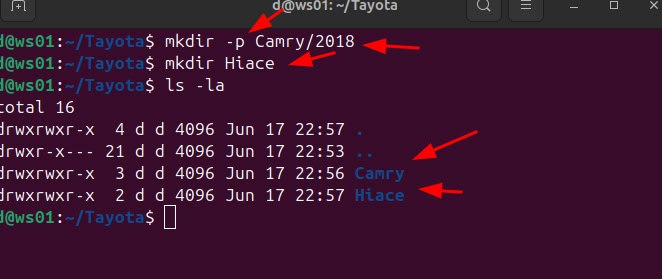 d@ws01: ~/Tayota
d@ws01:~/Tayota$ mkdir -p Camry/2018
d@ws01:~/Tayota$ mkdir Hiace
d@ws01:~/Tayota$ ls -la
total 16
drwxrwxr-x  4 d d 4096 Jun 17 22:57 .
drwxr-x--- 21 d d 4096 Jun 17 22:53 ..
drwxrwxr-x  3 d d 4096 Jun 17 22:56 Camry
drwxrwxr-x  2 d d 4096 Jun 17 22:57 Hiace
d@ws01:~/Tayota$